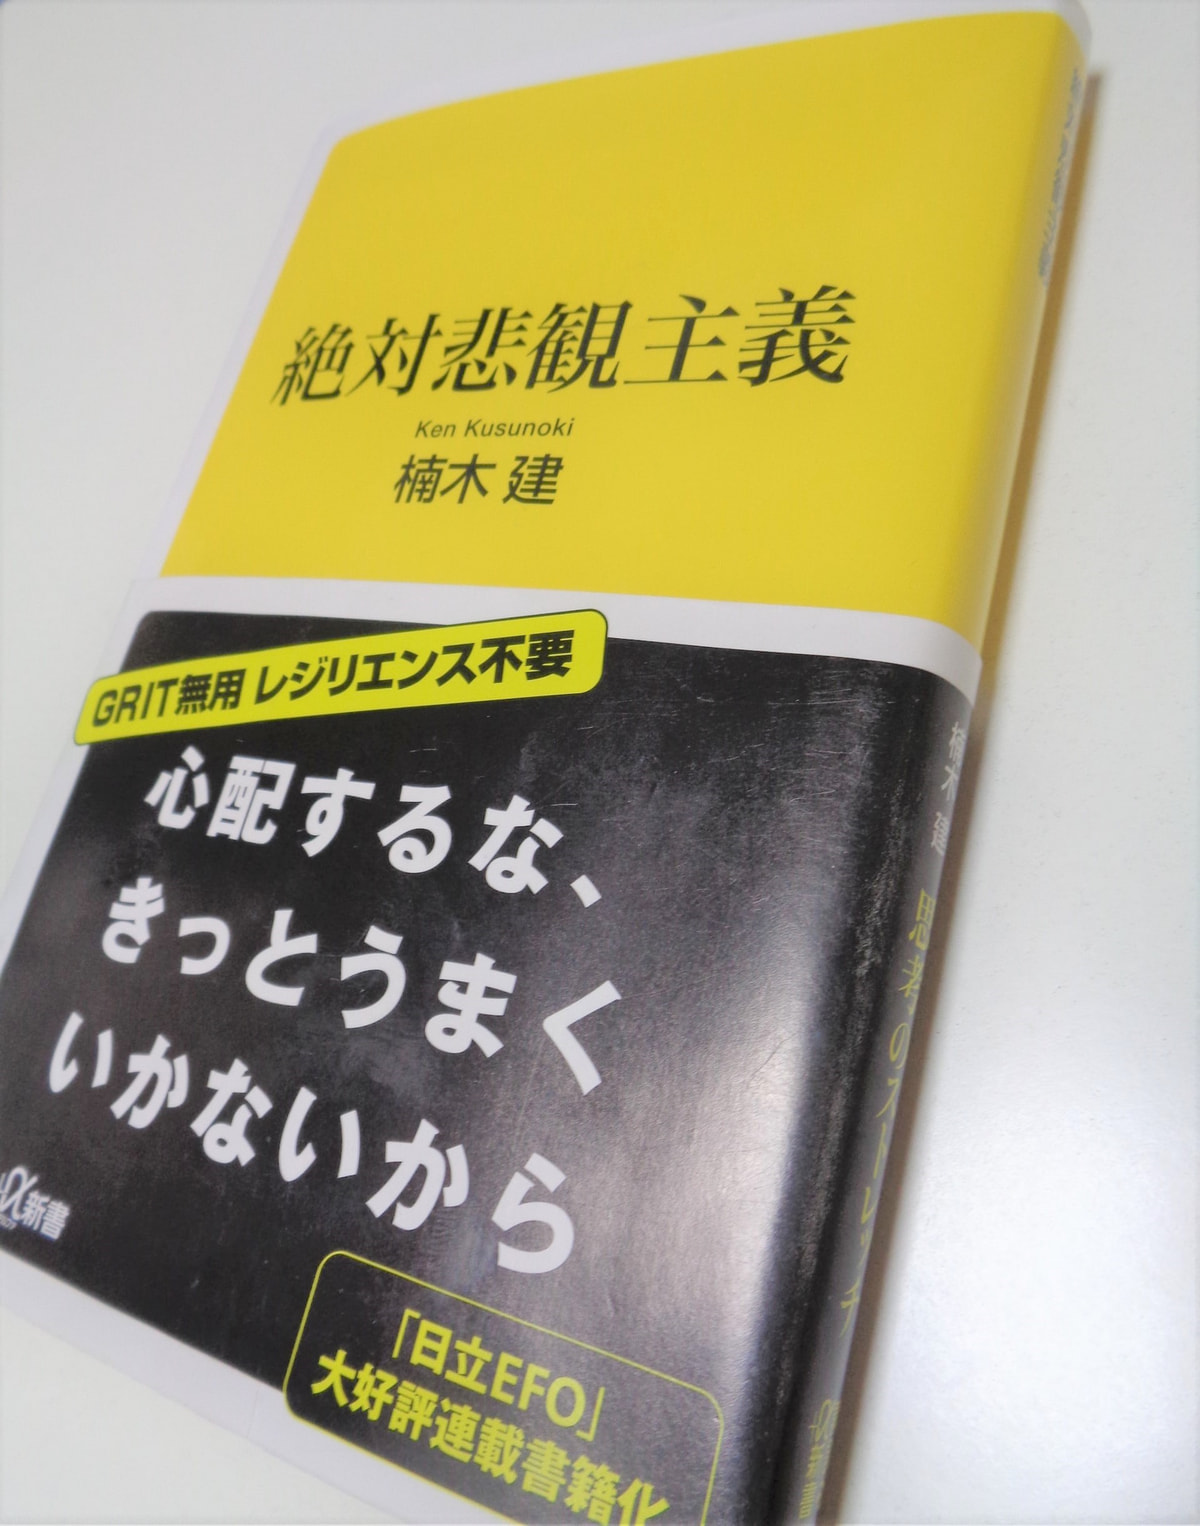 絶対悲観主義
Ken Kusunoki
楠木 建
GRIT無用 レジリエンス不要
心配するな、
きっとうまく
いかないから
新書
「日立EFO」
大好評連載書籍化
楠木 建
思考のストレッチ